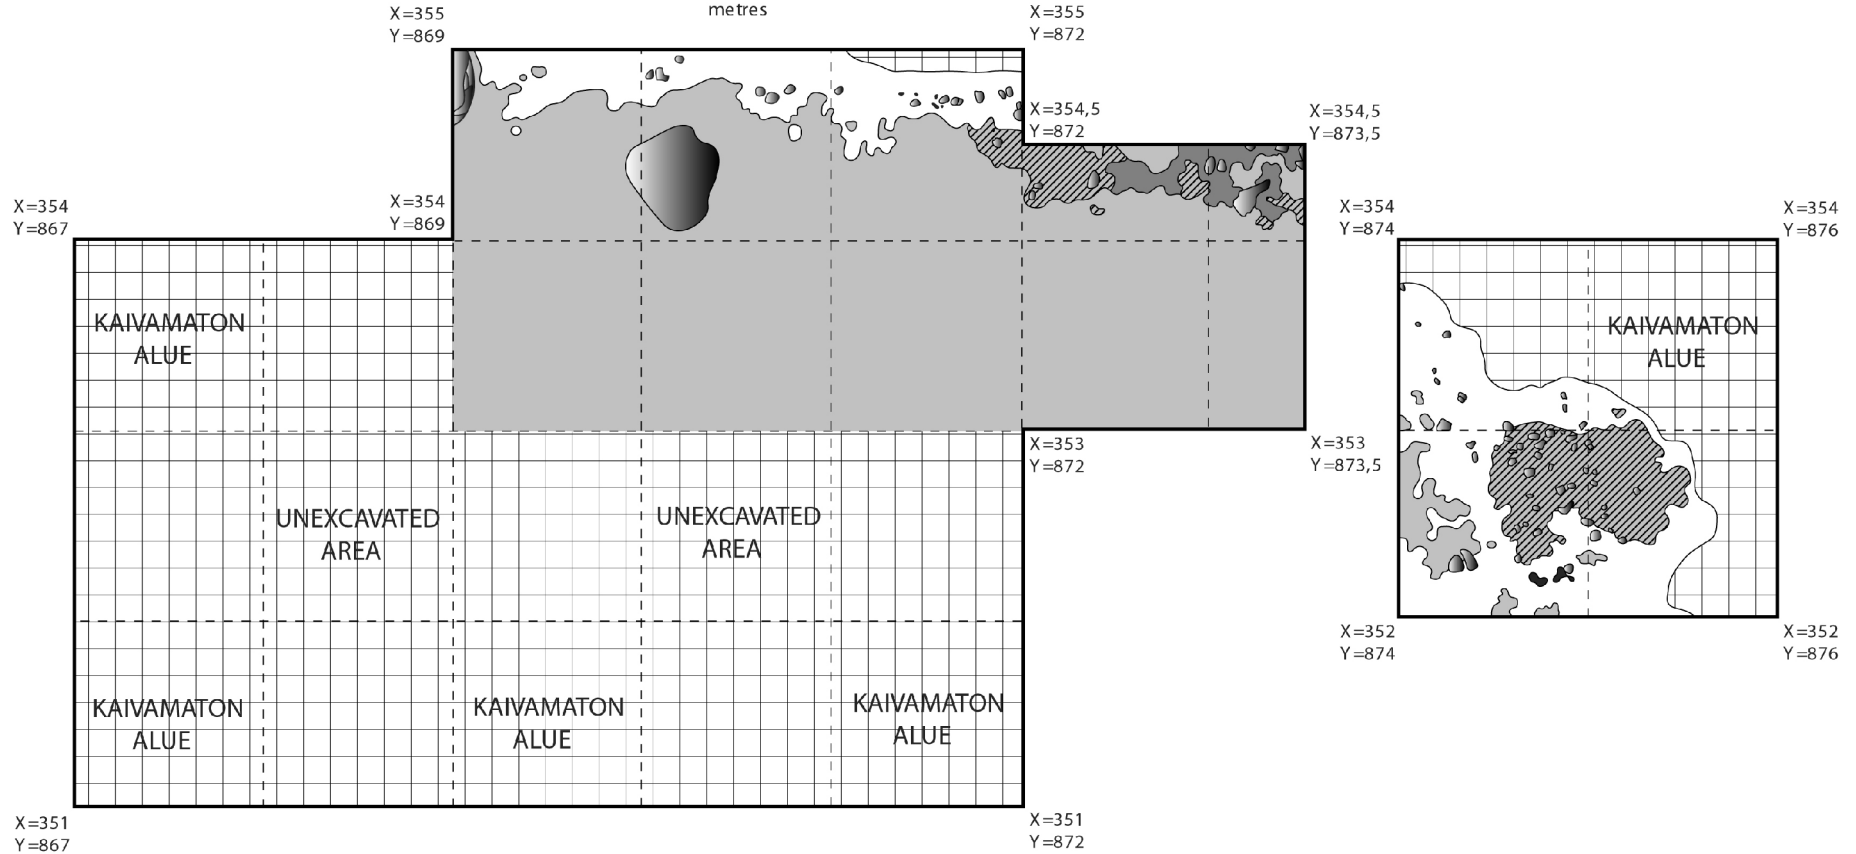 metres
X=355
Y=869
X=355
Y=872
X=354,5
Y=872
X=354,5
Y=873,5
X=354
Y=867
X=354
Y=869
X=354
Y=874
X=354
Y=876
KAIVAMATON
ALUE
KAIVAMATON
ALUE
UNEXCAVATED
AREA
UNEXCAVATED
AREA
X=353
Y=872
X=353
Y=873,5
X=352
Y=874
X=352
Y=876
KAIVAMATON
ALUE
KAIVAMATON
ALUE
KAIVAMATON
ALUE
X=351
Y=867
X=351
Y=872